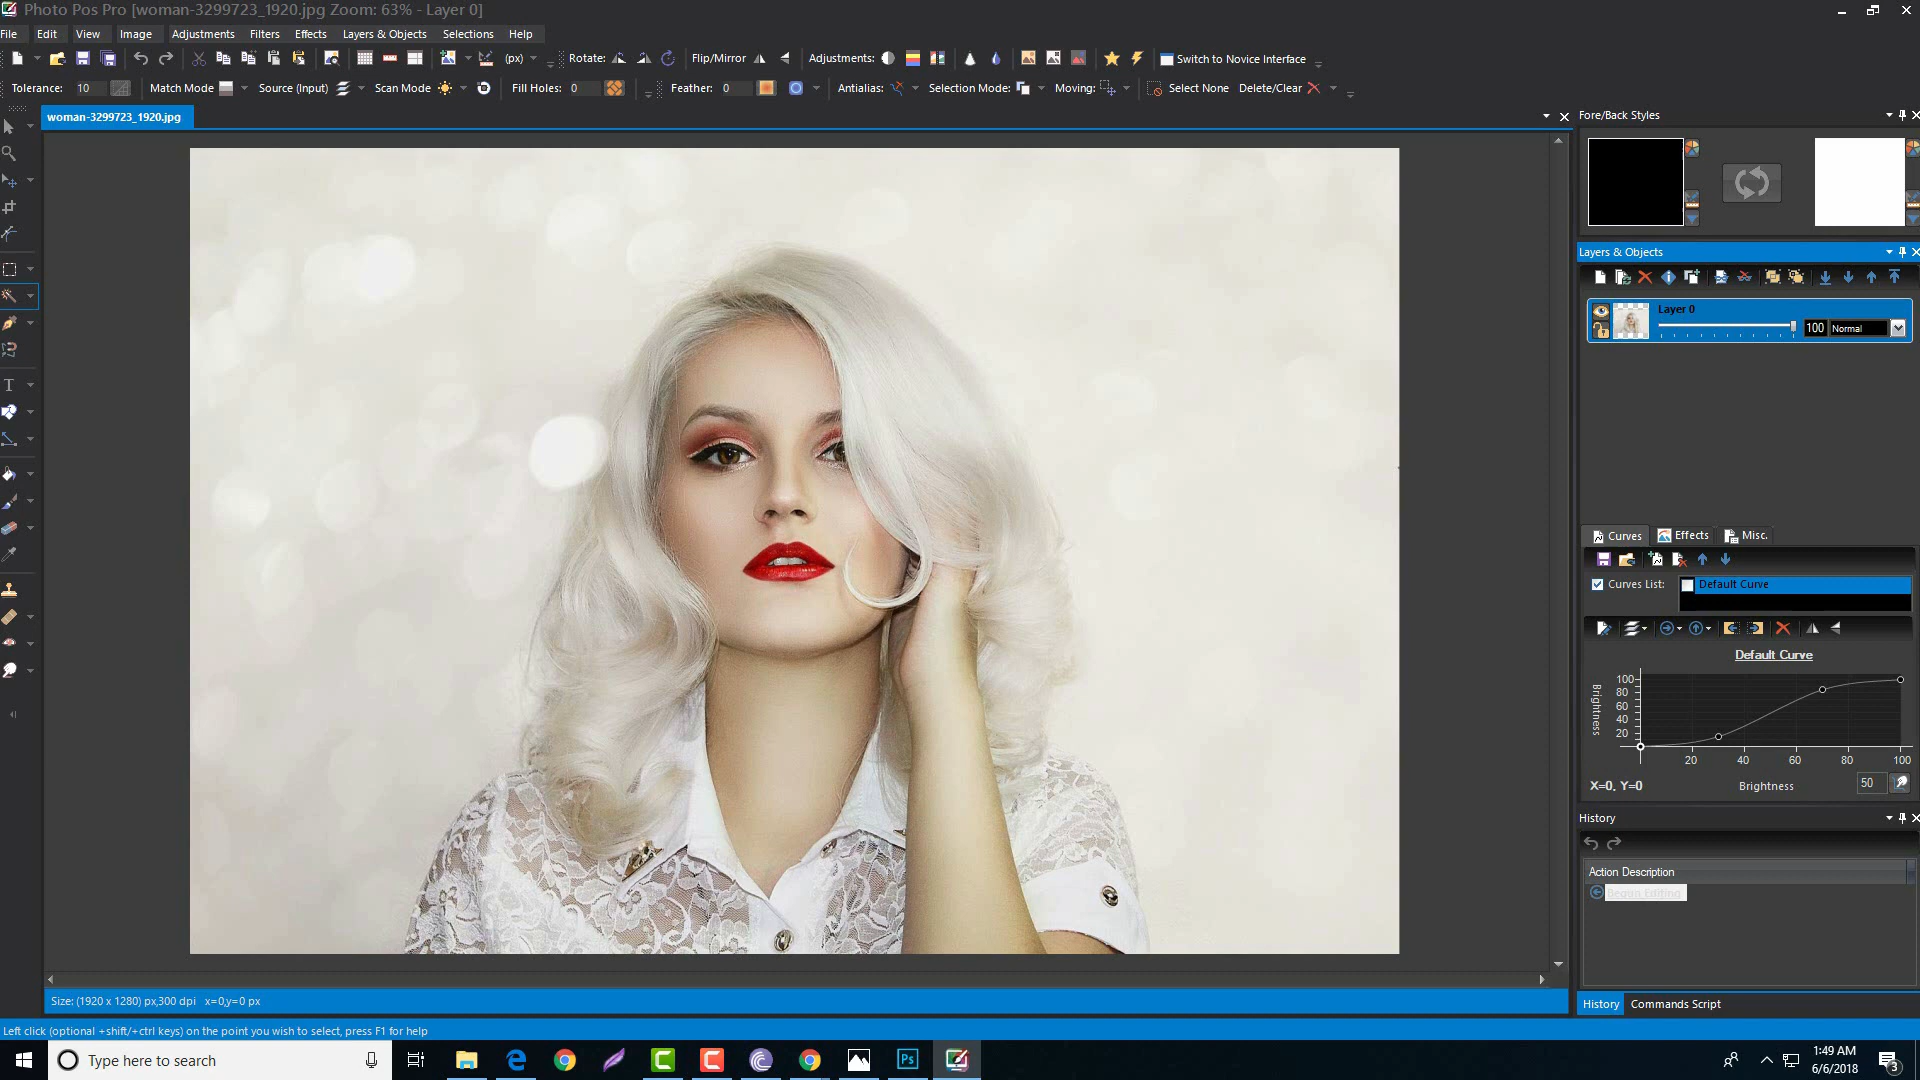 Photo Pos Pro [woman-3299723_1920.jpg Zoom: 63% - Layer 0]
File Edit View Image Adjustments Filters Effects Layers & Objects Selections Help
(px) Rotate: Flip/Mirror Adjustments: Switch to Novice Interface
Tolerance: 10 Match Mode Source (Input) Scan Mode Fill Holes: 0 Feather: 0 Antialias: Selection Mode: Moving: Select None Delete/Clear
woman-3299723_1920.jpg
Fore/Back Styles
Layers & Objects
Layer 0
100 Normal
T
Curves Effects Misc.
Curves List: Default Curve
Default Curve
Brightness
100
80
60
40
20
20 40 60 80 100
X=0, Y=0 Brightness 50
History
Action Description
Begun Editing
History Commands Script
Size: (1920 x 1280) px,300 dpi x=0,y=0 px
Left click (optional +shift/+ctrl keys) on the point you wish to select, press F1 for help
Type here to search
Ps
1:49 AM
6/6/2018
3